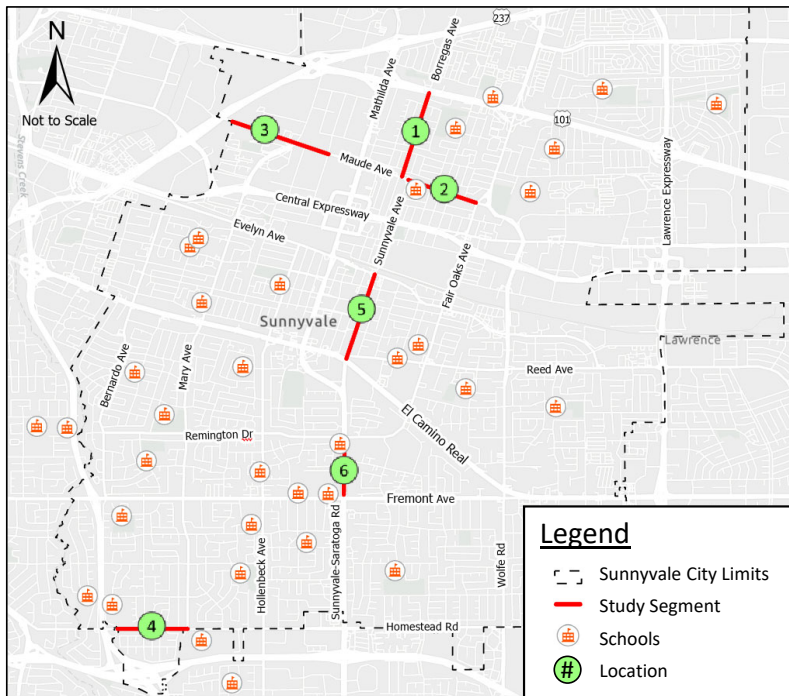 N
Not to Scale
237
Borregas Ave
Mathilda Ave
101
1
3
Maude Ave
2
Stevens Creek
Lawrence Expressway
Central Expressway
Sunnyvale Ave
Evelyn Ave
Fair Oaks Ave
5
Sunnyvale
Lawrence
Bernardo Ave
Mary Ave
Reed Ave
El Camino Real
Remington Dr
6
Fremont Ave
Sunnyvale-Saratoga Rd
Hollenbeck Ave
Wolfe Rd
4
Homestead Rd
Legend
Sunnyvale City Limits
Study Segment
Schools
# Location